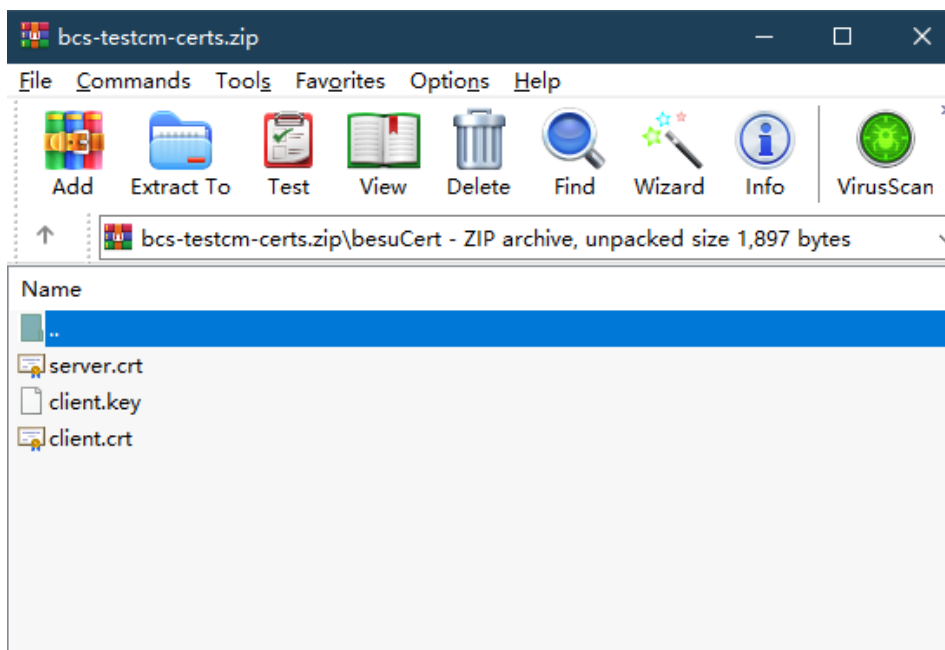 bcs-testcm-certs.zip
File Commands Tools Favorites Options Help
Add Extract To Test View Delete Find Wizard Info VirusScan
bcs-testcm-certs.zip\besuCert - ZIP archive, unpacked size 1,897 bytes
Name
..
server.crt
client.key
client.crt